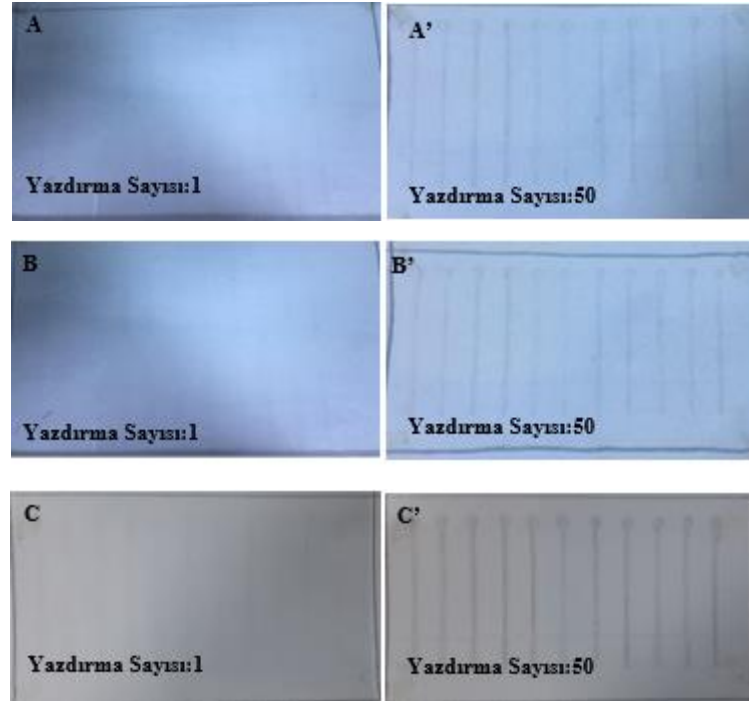 A
Yazdırma Sayısı:1
A’
Yazdırma Sayısı:50
B
Yazdırma Sayısı:1
B’
Yazdırma Sayısı:50
C
Yazdırma Sayısı:1
C’
Yazdırma Sayısı:50